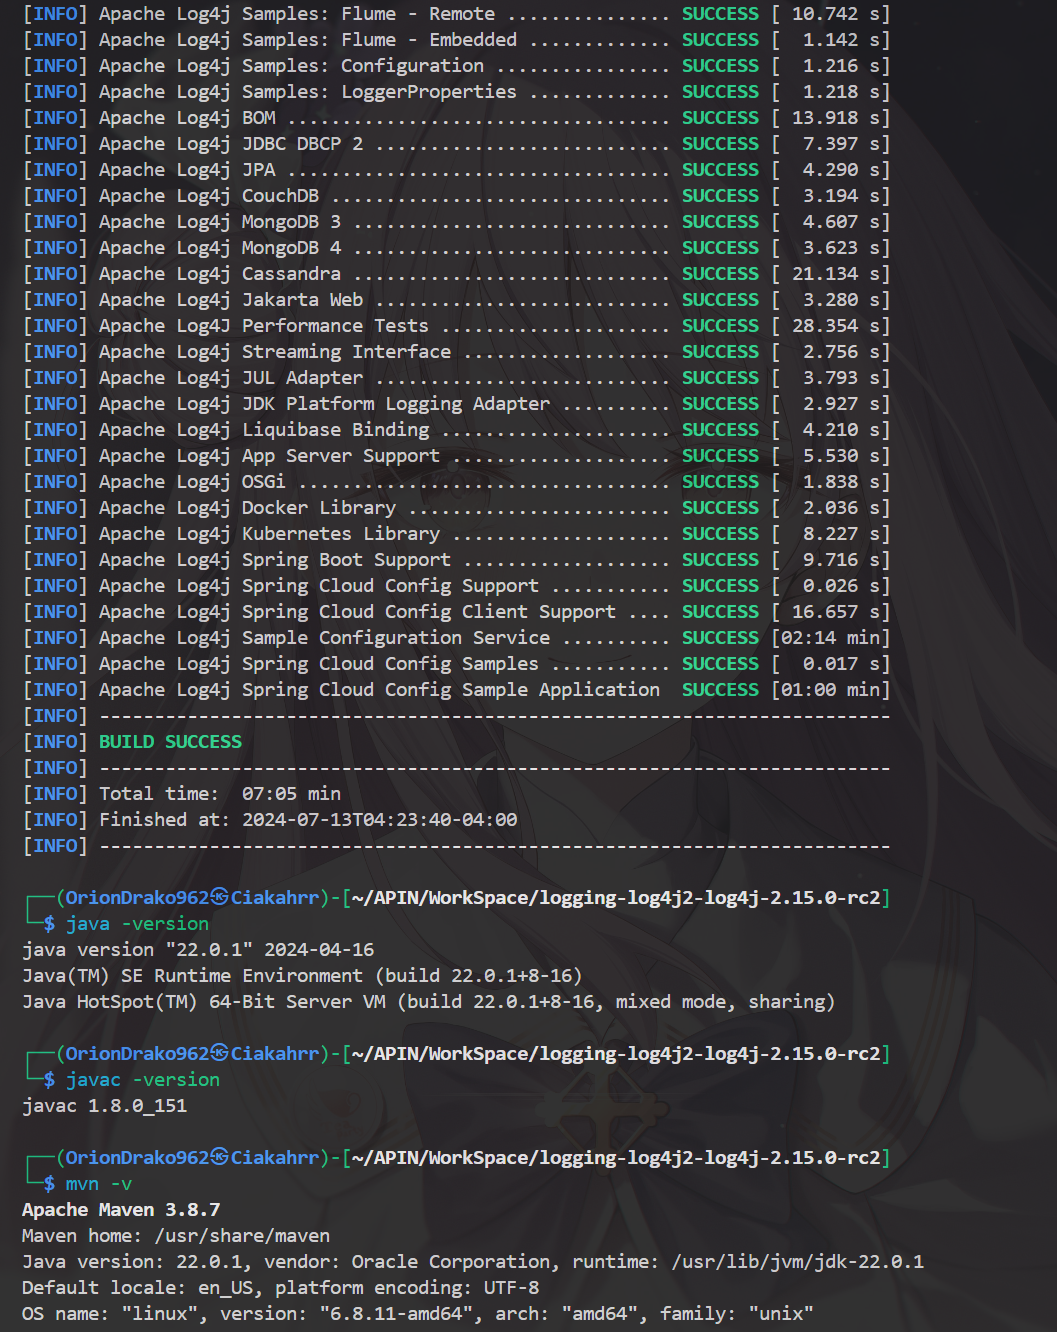 [INFO] Apache Log4j Samples: Flume - Remote ............... SUCCESS [ 10.742 s]
[INFO] Apache Log4j Samples: Flume - Embedded ............. SUCCESS [  1.142 s]
[INFO] Apache Log4j Samples: Configuration ................ SUCCESS [  1.216 s]
[INFO] Apache Log4j Samples: LoggerProperties ............. SUCCESS [  1.218 s]
[INFO] Apache Log4j BOM ................................... SUCCESS [ 13.918 s]
[INFO] Apache Log4j JDBC DBCP 2 ........................... SUCCESS [  7.397 s]
[INFO] Apache Log4j JPA ................................... SUCCESS [  4.290 s]
[INFO] Apache Log4j CouchDB ............................... SUCCESS [  3.194 s]
[INFO] Apache Log4j MongoDB 3 ............................. SUCCESS [  4.607 s]
[INFO] Apache Log4j MongoDB 4 ............................. SUCCESS [  3.623 s]
[INFO] Apache Log4j Cassandra ............................. SUCCESS [ 21.134 s]
[INFO] Apache Log4j Jakarta Web ........................... SUCCESS [  3.280 s]
[INFO] Apache Log4J Performance Tests ..................... SUCCESS [ 28.354 s]
[INFO] Apache Log4j Streaming Interface ................... SUCCESS [  2.756 s]
[INFO] Apache Log4j JUL Adapter ........................... SUCCESS [  3.793 s]
[INFO] Apache Log4j JDK Platform Logging Adapter .......... SUCCESS [  2.927 s]
[INFO] Apache Log4j Liquibase Binding ..................... SUCCESS [  4.210 s]
[INFO] Apache Log4j App Server Support .................... SUCCESS [  5.530 s]
[INFO] Apache Log4j OSGi .................................. SUCCESS [  1.838 s]
[INFO] Apache Log4j Docker Library ........................ SUCCESS [  2.036 s]
[INFO] Apache Log4j Kubernetes Library .................... SUCCESS [  8.227 s]
[INFO] Apache Log4j Spring Boot Support ................... SUCCESS [  9.716 s]
[INFO] Apache Log4j Spring Cloud Config Support ........... SUCCESS [  0.026 s]
[INFO] Apache Log4j Spring Cloud Config Client Support .... SUCCESS [ 16.657 s]
[INFO] Apache Log4j Sample Configuration Service .......... SUCCESS [02:14 min]
[INFO] Apache Log4j Spring Cloud Config Samples ........... SUCCESS [  0.017 s]
[INFO] Apache Log4j Spring Cloud Config Sample Application  SUCCESS [01:00 min]
[INFO] ------------------------------------------------------------------------
[INFO] BUILD SUCCESS
[INFO] ------------------------------------------------------------------------
[INFO] Total time:  07:05 min
[INFO] Finished at: 2024-07-13T04:23:40-04:00
[INFO] ------------------------------------------------------------------------
┌──(OrionDrako962㉿Ciakahrr)-[~/APIN/WorkSpace/logging-log4j2-log4j-2.15.0-rc2]
└─$ java -version
java version "22.0.1" 2024-04-16
Java(TM) SE Runtime Environment (build 22.0.1+8-16)
Java HotSpot(TM) 64-Bit Server VM (build 22.0.1+8-16, mixed mode, sharing)
┌──(OrionDrako962㉿Ciakahrr)-[~/APIN/WorkSpace/logging-log4j2-log4j-2.15.0-rc2]
└─$ javac -version
javac 1.8.0_151
┌──(OrionDrako962㉿Ciakahrr)-[~/APIN/WorkSpace/logging-log4j2-log4j-2.15.0-rc2]
└─$ mvn -v
Apache Maven 3.8.7
Maven home: /usr/share/maven
Java version: 22.0.1, vendor: Oracle Corporation, runtime: /usr/lib/jvm/jdk-22.0.1
Default locale: en_US, platform encoding: UTF-8
OS name: "linux", version: "6.8.11-amd64", arch: "amd64", family: "unix"